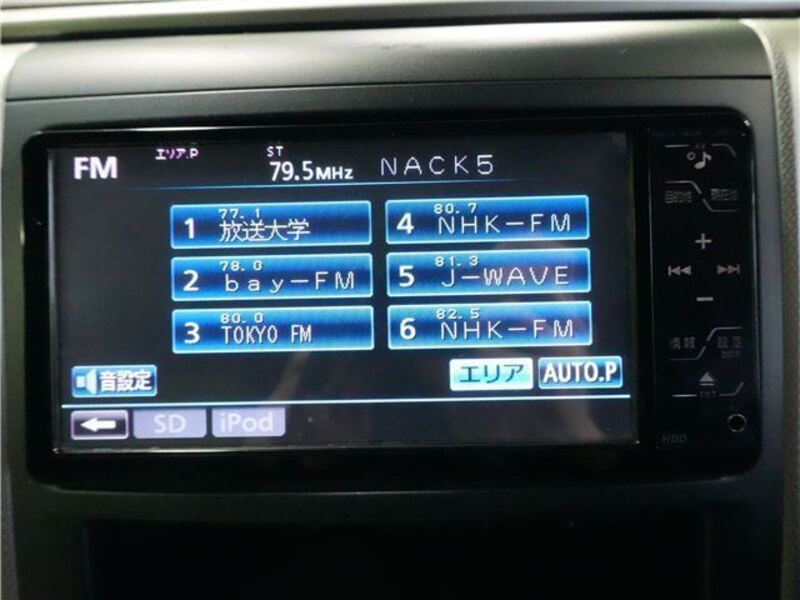 FM エリア.P ST 79.5MHz NACK5
77.1
1 放送大学
80.7
4 NHK-FM
78.0
2 bay-FM
81.3
5 J-WAVE
80.0
3 TOKYO FM
82.5
6 NHK-FM
音設定
エリア AUTO.P
SD iPod
目的地 現在地
+
-
情報 設定
TILT
HDD